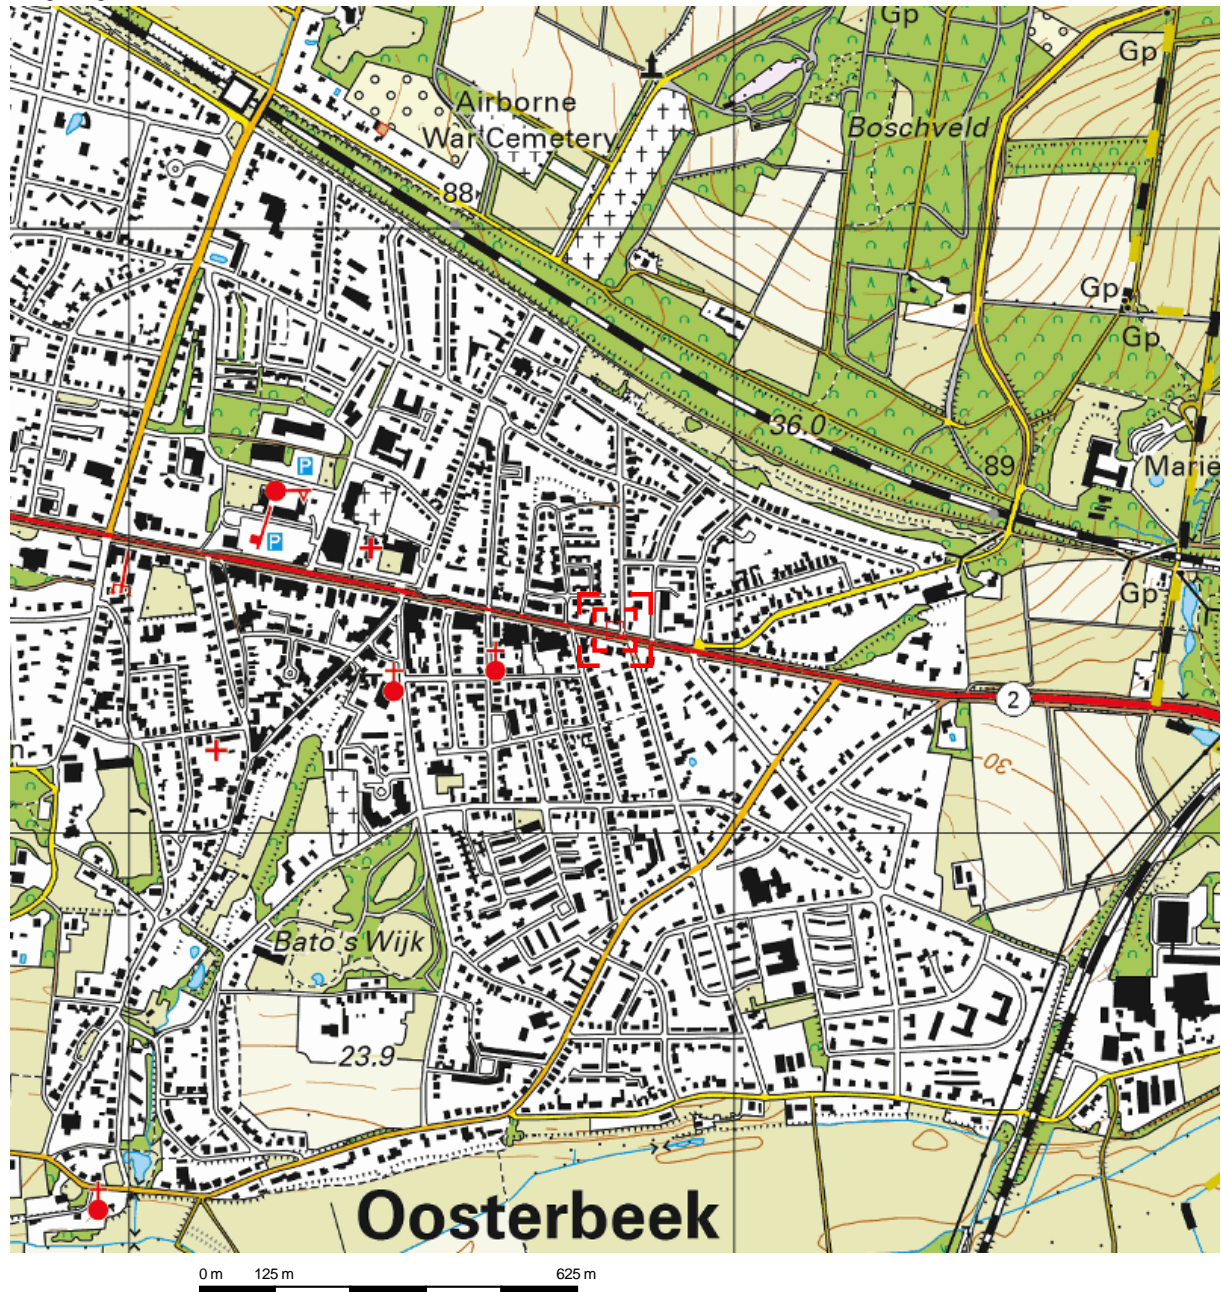 Gp
Gp
Airborne
War Cemetery
Boschveld
88
Gp
Gp
36.0
89
Marië
P
P
Gp
2
30
n
Bato's Wijk
23.9
Oosterbeek
0 m 125 m 625 m